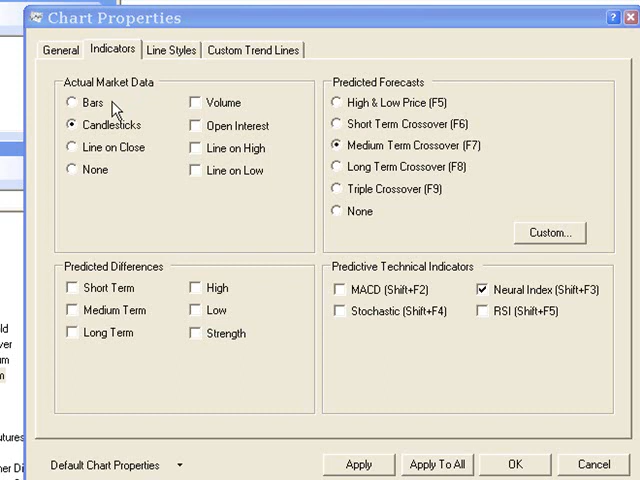 Chart Properties
General Indicators Line Styles Custom Trend Lines
Actual Market Data
Bars
Candlesticks
Line on Close
None
Volume
Open Interest
Line on High
Line on Low
Predicted Forecasts
High & Low Price (F5)
Short Term Crossover (F6)
Medium Term Crossover (F7)
Long Term Crossover (F8)
Triple Crossover (F9)
None
Custom...
Predicted Differences
Short Term
Medium Term
Long Term
High
Low
Strength
Predictive Technical Indicators
MACD (Shift+F2)
Stochastic (Shift+F4)
Neural Index (Shift+F3)
RSI (Shift+F5)
Default Chart Properties
Apply Apply To All OK Cancel